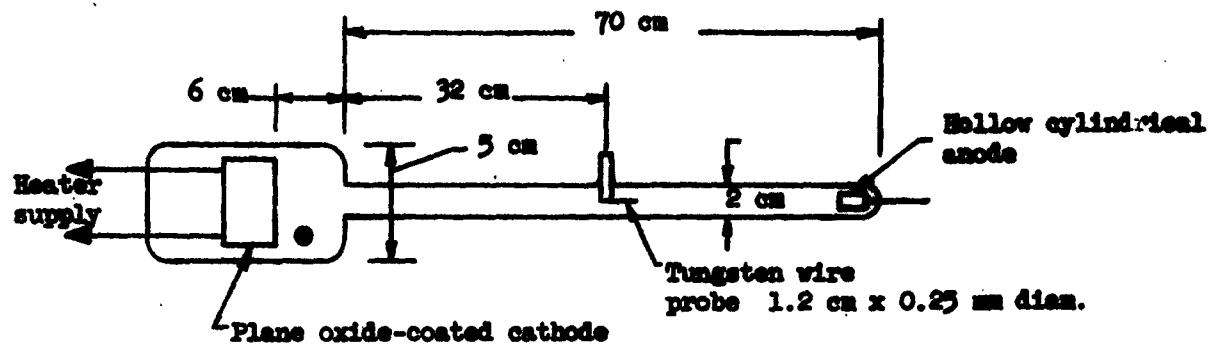 70 cm
6 cm
32 cm
Hollow cylindrical
anode
5 cm
Heater
supply
2 cm
Tungsten wire
probe 1.2 cm x 0.25 mm diam.
Plane oxide-coated cathode